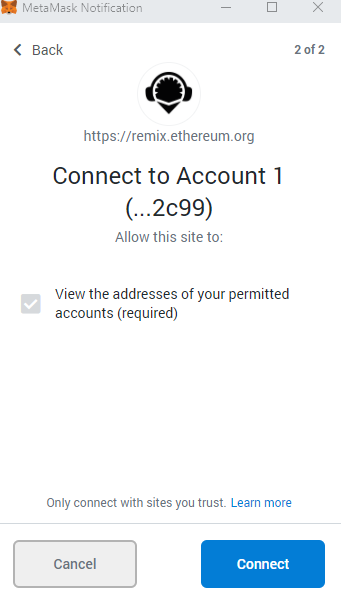 MetaMask Notification
Back
2 of 2
https://remix.ethereum.org
Connect to Account 1
(...2c99)
Allow this site to:
View the addresses of your permitted
accounts (required)
Only connect with sites you trust. Learn more
Cancel
Connect